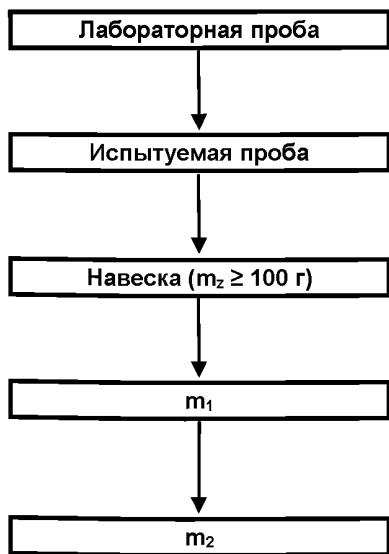 Лабораторная проба
Испытуемая проба
Навеска (mz ≥ 100 г)
m1
m2